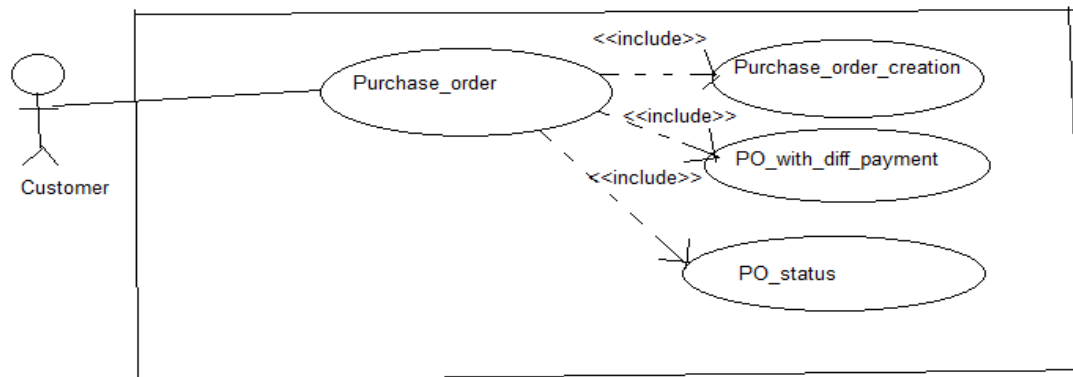 <<include>>
Purchase_order
Purchase_order_creation
<<include>>
PO_with_diff_payment
<<include>>
Customer
PO_status